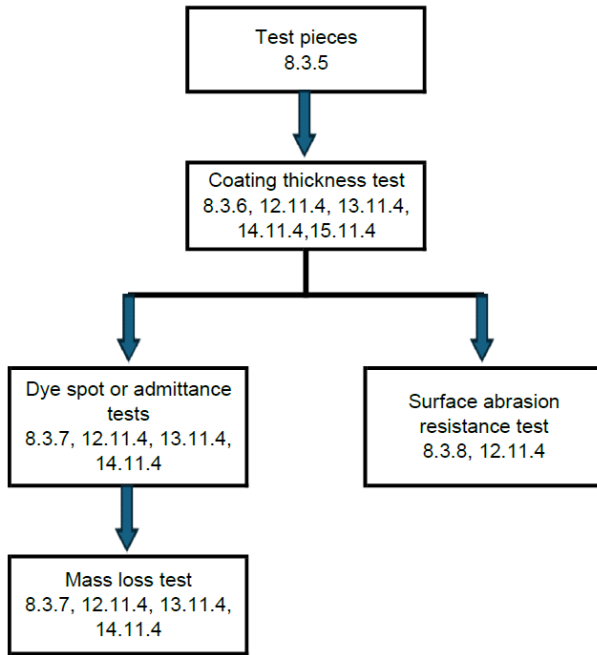 Test pieces
8.3.5
Coating thickness test
8.3.6, 12.11.4, 13.11.4,
14.11.4,15.11.4
Dye spot or admittance
tests
8.3.7, 12.11.4, 13.11.4,
14.11.4
Surface abrasion
resistance test
8.3.8, 12.11.4
Mass loss test
8.3.7, 12.11.4, 13.11.4,
14.11.4